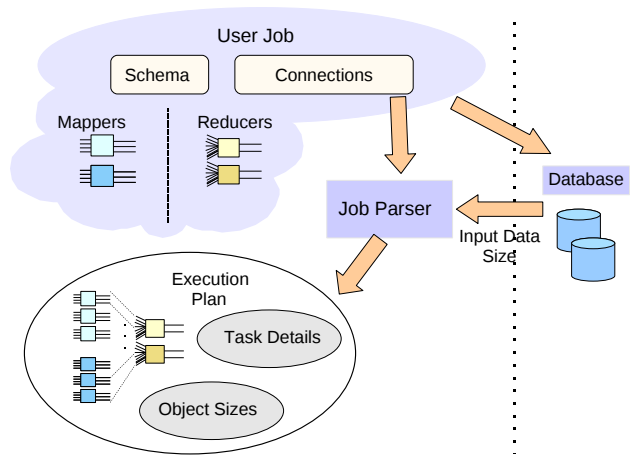 User Job
Schema
Connections
Mappers
Reducers
Database
Job Parser
Input Data
Size
Execution
Plan
Task Details
Object Sizes